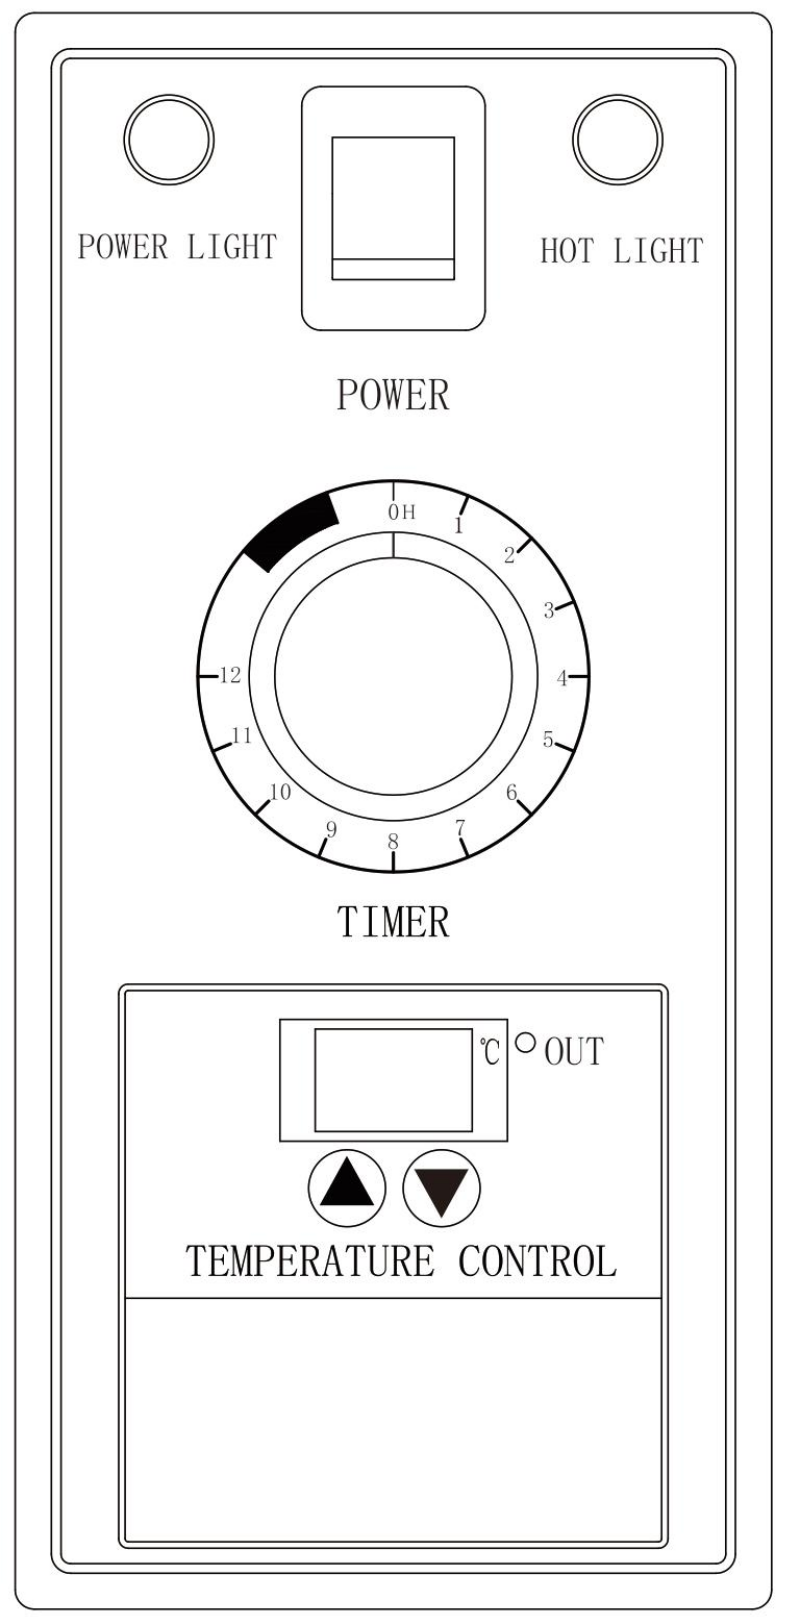 POWER LIGHT
HOT LIGHT
POWER
0H
1
2
3
4
5
6
7
8
9
10
11
12
TIMER
℃ OUT
TEMPERATURE CONTROL